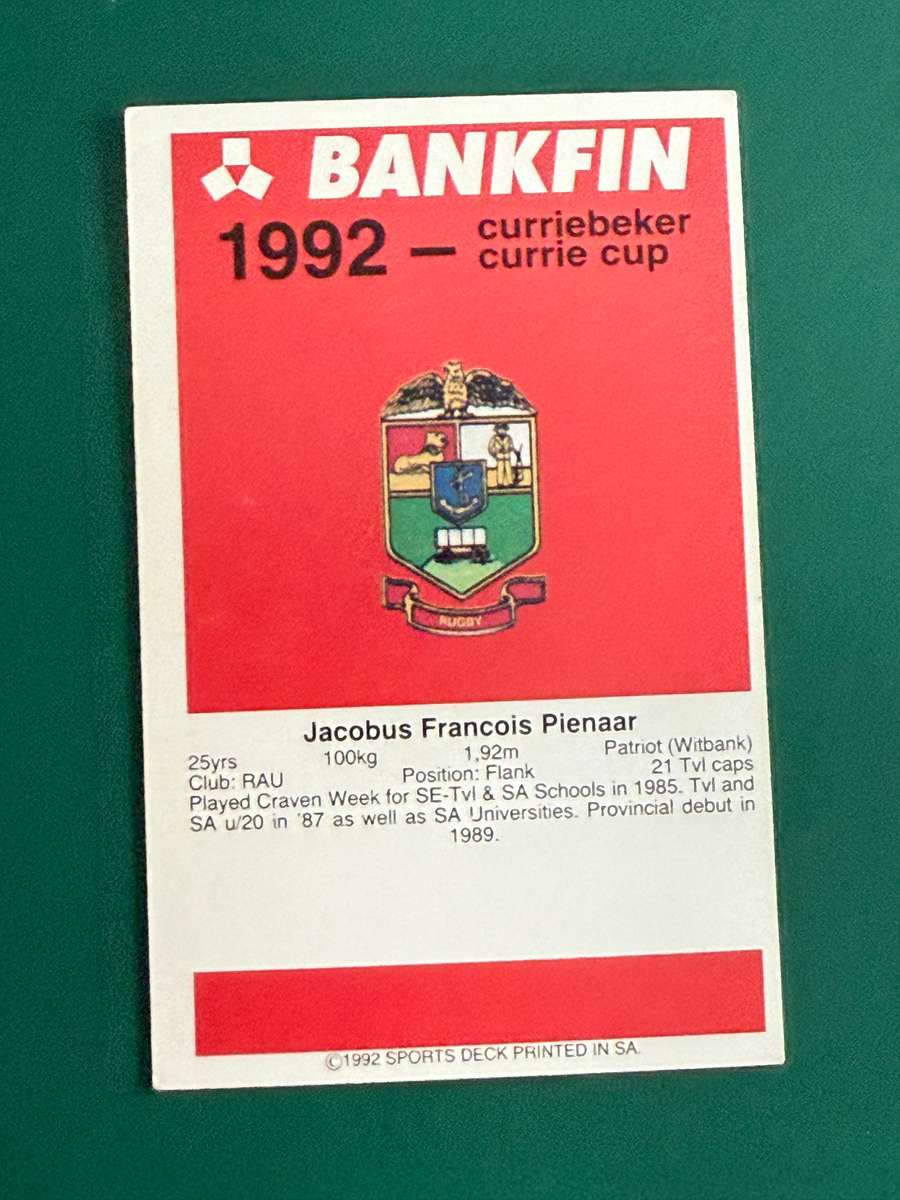 BANKFIN
1992 – curriebeker
currie cup
RUGBY
Jacobus Francois Pienaar
25yrs 100kg 1,92m Patriot (Witbank)
Club: RAU Position: Flank 21 Tvl caps
Played Craven Week for SE-Tvl & SA Schools in 1985. Tvl and
SA u/20 in '87 as well as SA Universities. Provincial debut in
1989.
©1992 SPORTS DECK PRINTED IN SA.